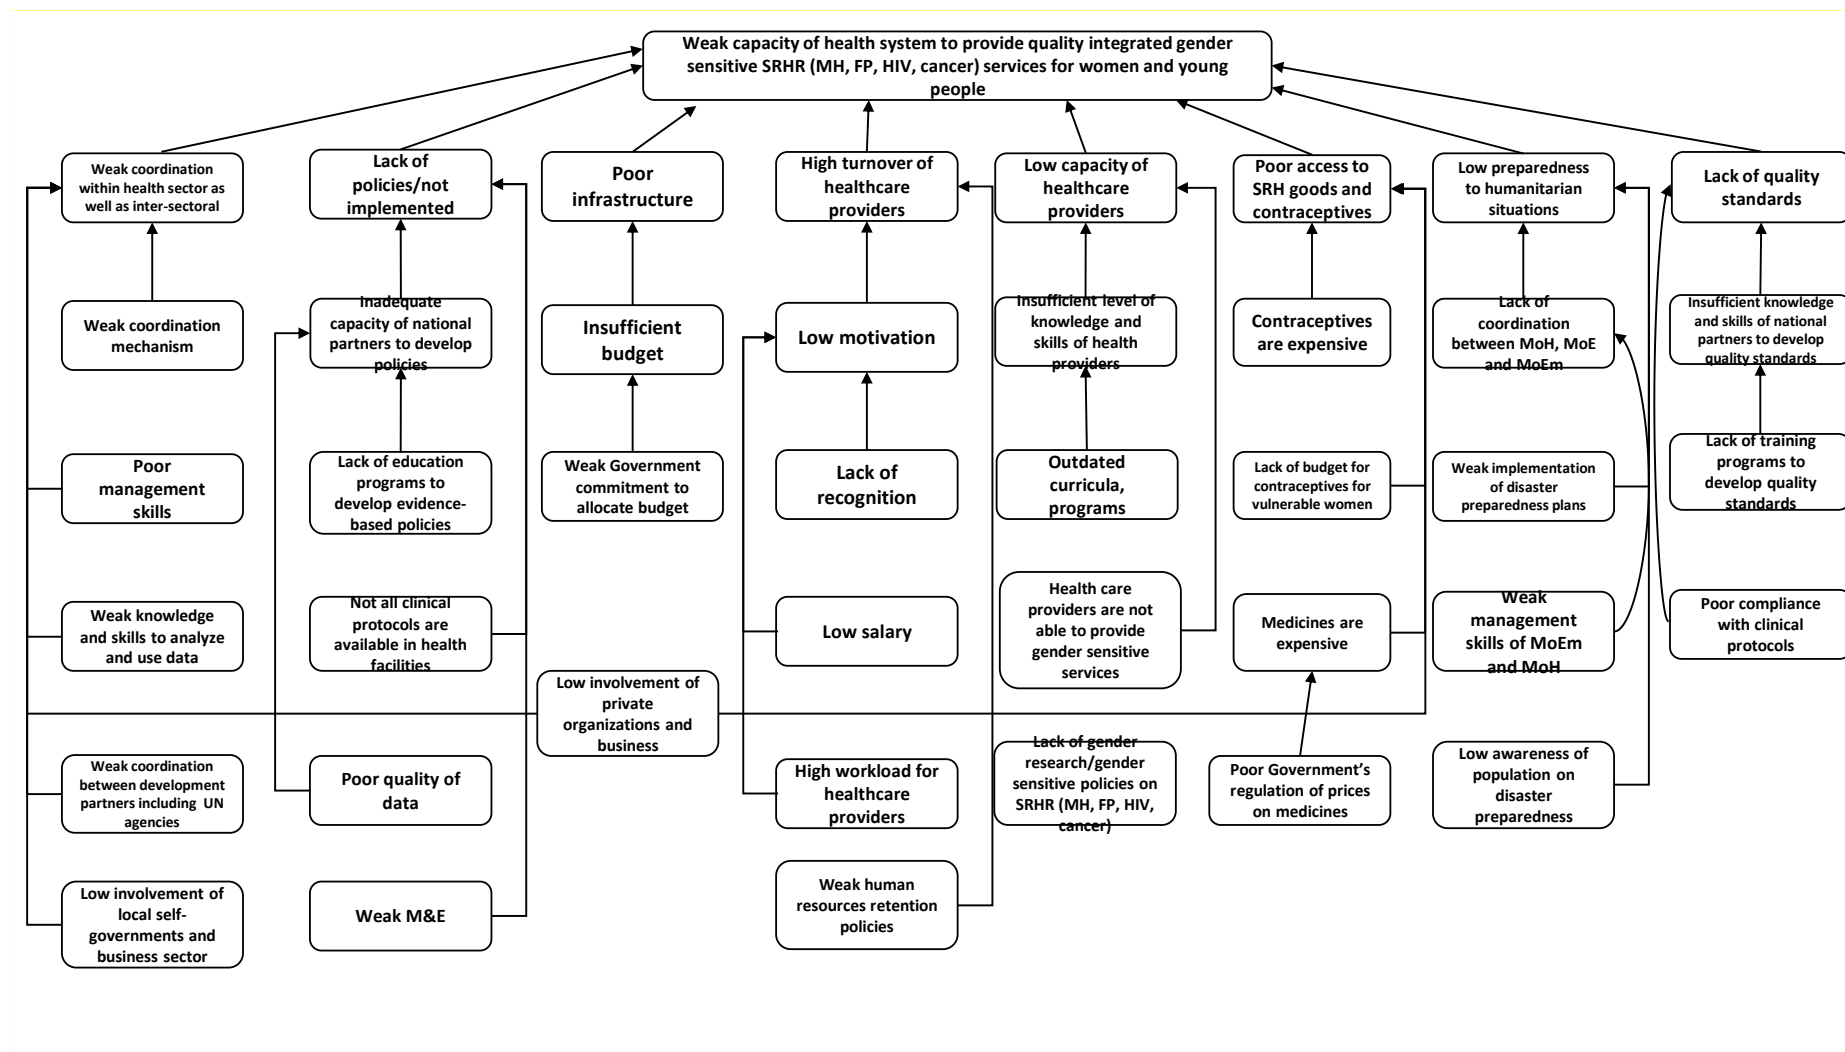 Weak capacity of health system to provide quality integrated gender
sensitive SRHR (MH, FP, HIV, cancer) services for women and young
people
Weak coordination
within health sector as
well as inter-sectoral
Lack of
policies/not
implemented
Poor
infrastructure
High turnover of
healthcare
providers
Low capacity of
healthcare
providers
Poor access to
SRH goods and
contraceptives
Low preparedness
to humanitarian
situations
Lack of quality
standards
Weak coordination
mechanism
Inadequate
capacity of national
partners to develop
policies
Insufficient
budget
Low motivation
Insufficient level of
knowledge and
skills of health
providers
Contraceptives
are expensive
Lack of
coordination
between MoH, MoE
and MoEm
Insufficient knowledge
and skills of national
partners to develop
quality standards
Poor
management
skills
Lack of education
programs to
develop evidence-
based policies
Weak Government
commitment to
allocate budget
Lack of
recognition
Outdated
curricula,
programs
Lack of budget for
contraceptives for
vulnerable women
Weak implementation
of disaster
preparedness plans
Lack of training
programs to
develop quality
standards
Weak knowledge
and skills to analyze
and use data
Not all clinical
protocols are
available in health
facilities
Low salary
Health care
providers are not
able to provide
gender sensitive
services
Medicines are
expensive
Weak
management
skills of MoEm
and MoH
Poor compliance
with clinical
protocols
Low involvement of
private
organizations and
business
Weak coordination
between development
partners including UN
agencies
Poor quality of
data
High workload for
healthcare
providers
Lack of gender
research/gender
sensitive policies on
SRHR (MH, FP, HIV,
cancer)
Poor Government’s
regulation of prices
on medicines
Low awareness of
population on
disaster
preparedness
Low involvement of
local self-
governments and
business sector
Weak M&E
Weak human
resources retention
policies